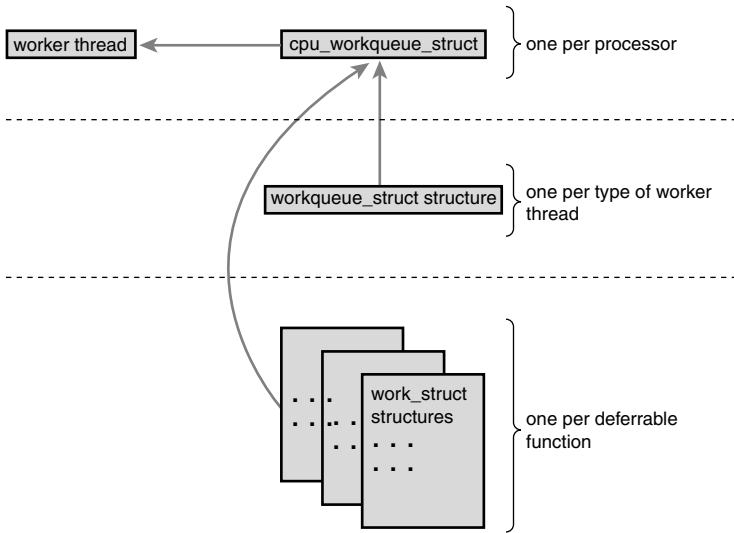 worker thread
cpu_workqueue_struct
one per processor
workqueue_struct structure
one per type of worker
thread
work_struct
structures
. . .
. . .
. . .
. .
. . .
. .
one per deferrable
function